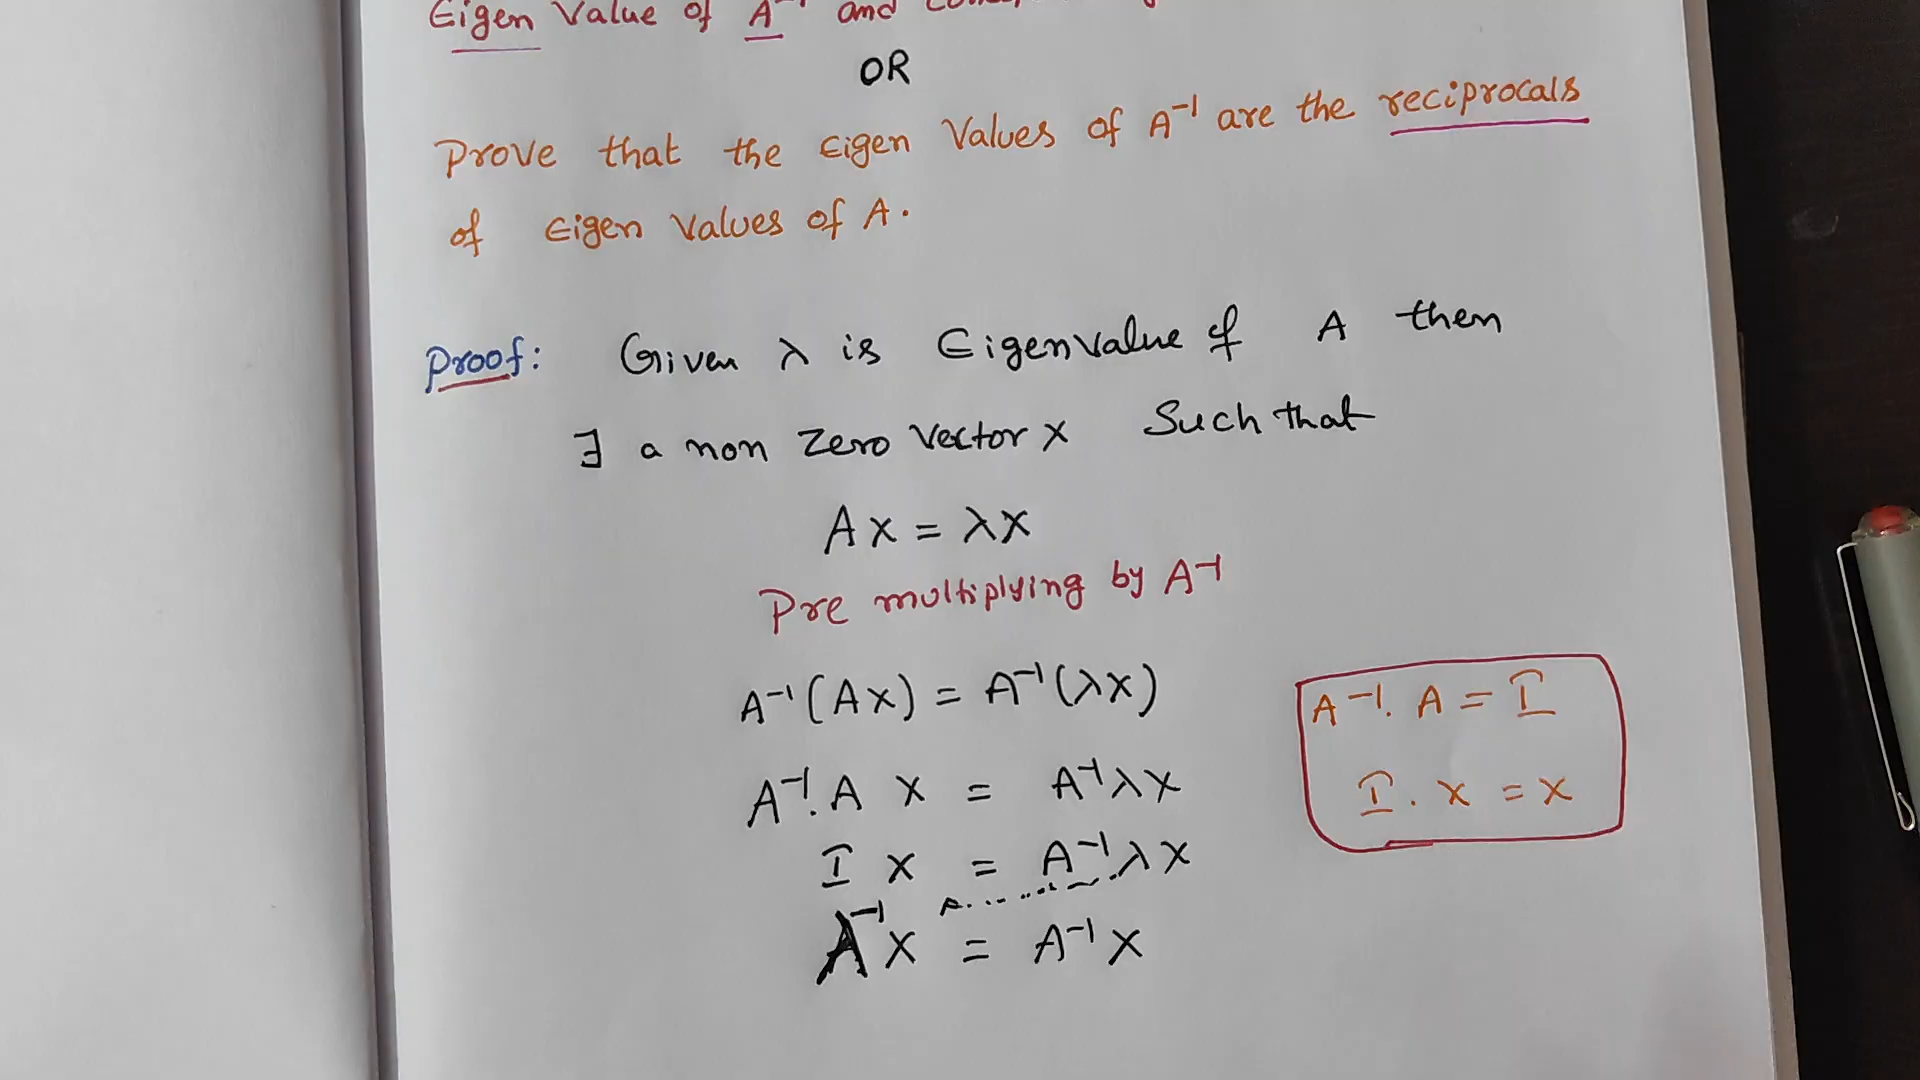 Eigen Value of A⁻¹ and
OR
Prove that the Eigen Values of A⁻¹ are the reciprocals
of Eigen Values of A.
Proof: Given λ is Eigenvalue of A then
∃ a non zero vector X Such that
AX = λX
Pre multiplying by A⁻¹
A⁻¹(AX) = A⁻¹(λX)
A⁻¹.A X = A⁻¹λX
I X = A⁻¹λX
A⁻¹X = A⁻¹X
A⁻¹. A = I
I . X = X